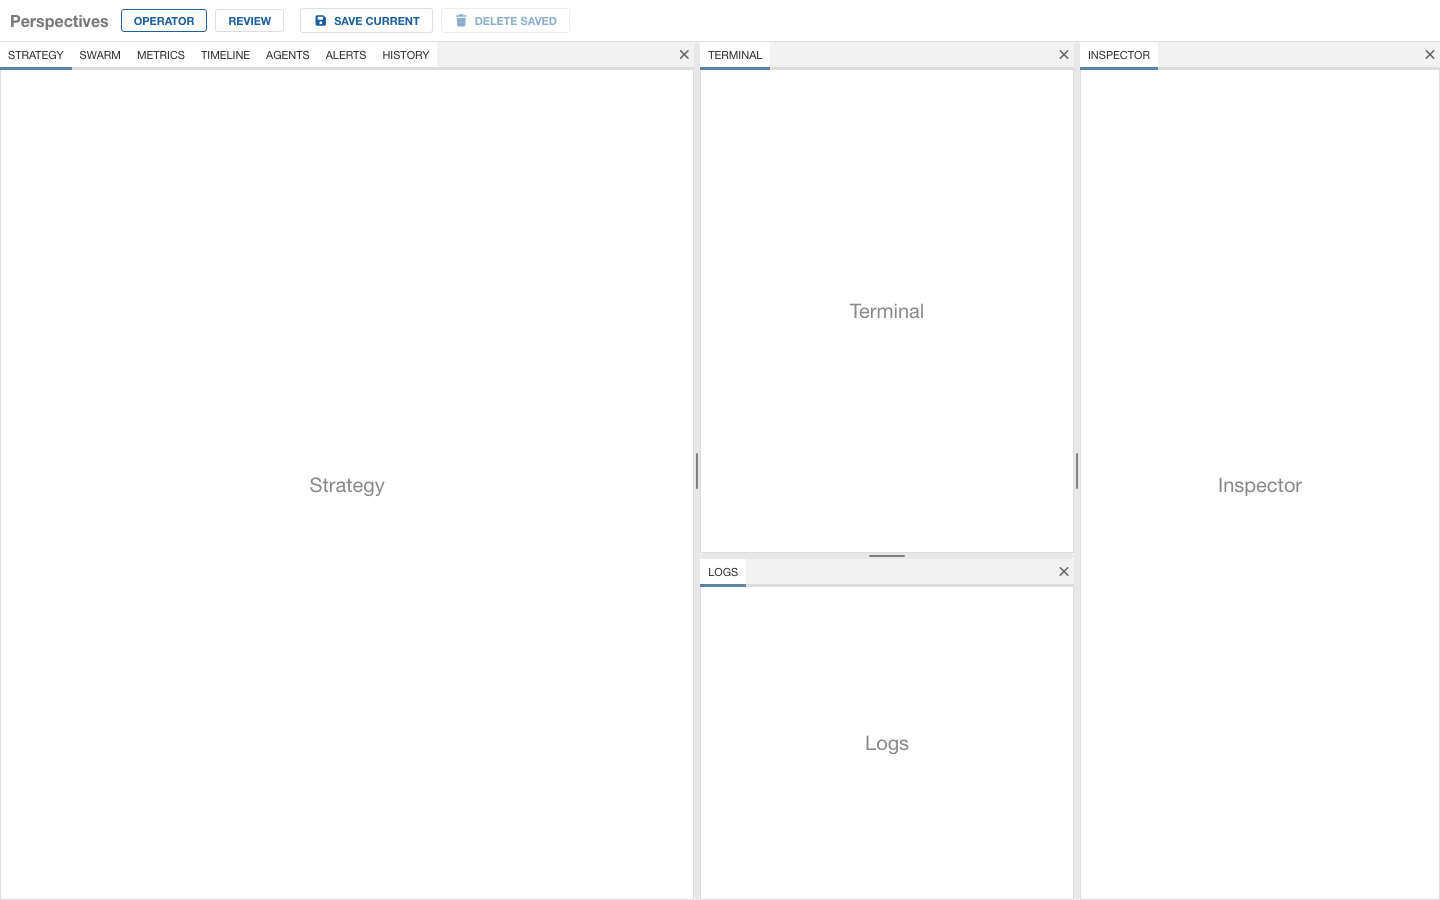 Perspectives OPERATOR REVIEW SAVE CURRENT DELETE SAVED
STRATEGY SWARM METRICS TIMELINE AGENTS ALERTS HISTORY
Strategy
TERMINAL
Terminal
LOGS
Logs
INSPECTOR
Inspector